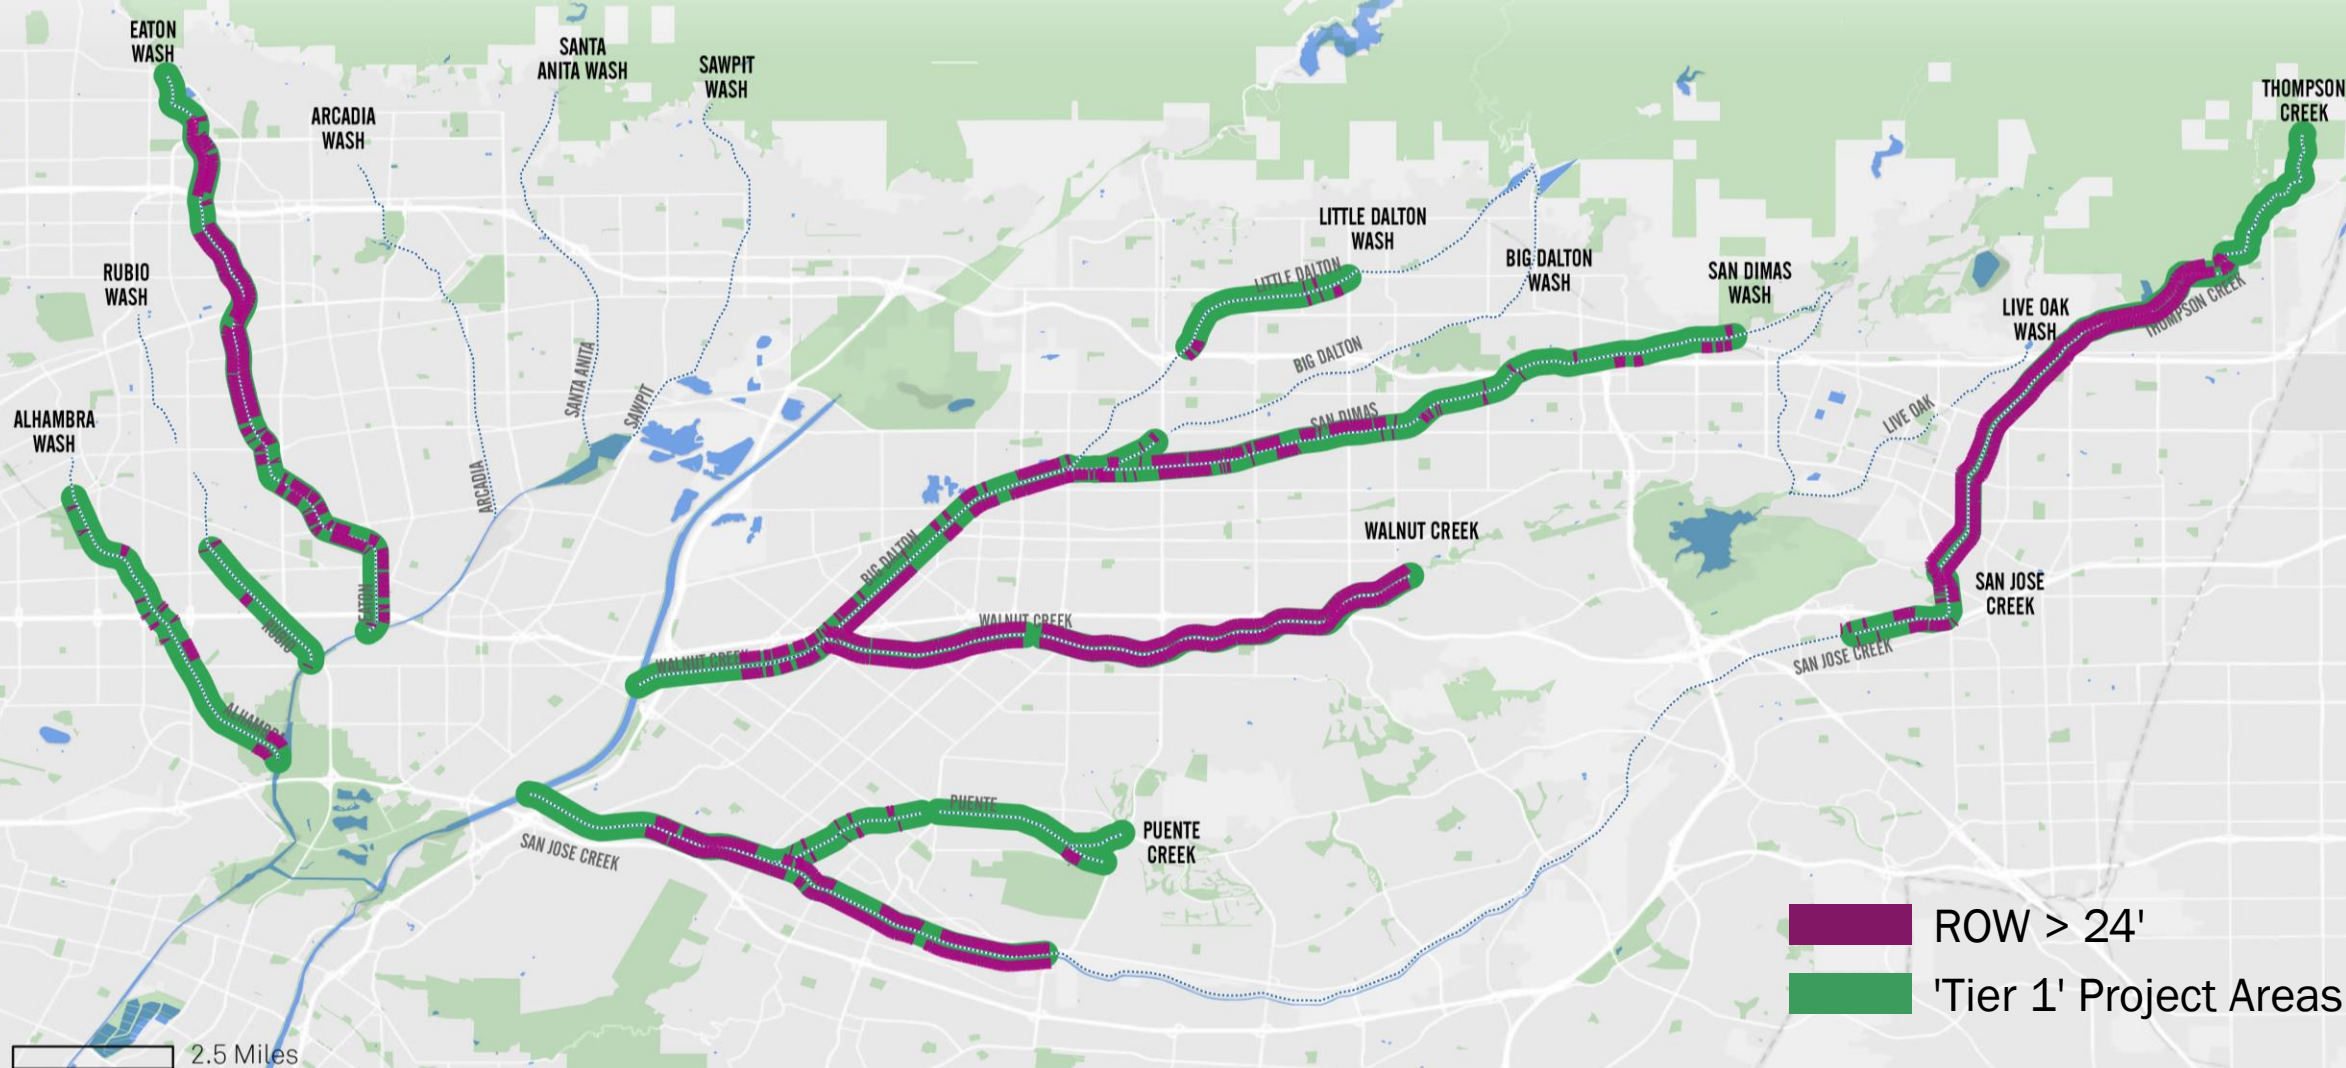 EATON
WASH
SANTA
ANITA WASH
SAWPIT
WASH
THOMPSON
CREEK
ARCADIA
WASH
LITTLE DALTON
WASH
BIG DALTON
WASH
SAN DIMAS
WASH
RUBIO
WASH
LITTLE DALTON
LIVE OAK
WASH
THOMPSON CREEK
BIG DALTON
SANTA ANITA
SAWPIT
ALHAMBRA
WASH
SAN DIMAS
LIVE OAK
ARCADIA
WALNUT CREEK
BIG DALTON
SAN JOSE
CREEK
EATON
RUBIO
WALNUT CREEK
WALNUT CREEK
SAN JOSE CREEK
ALHAMBRA
PUENTE
PUENTE
CREEK
SAN JOSE CREEK
ROW > 24'
'Tier 1' Project Areas
2.5 Miles